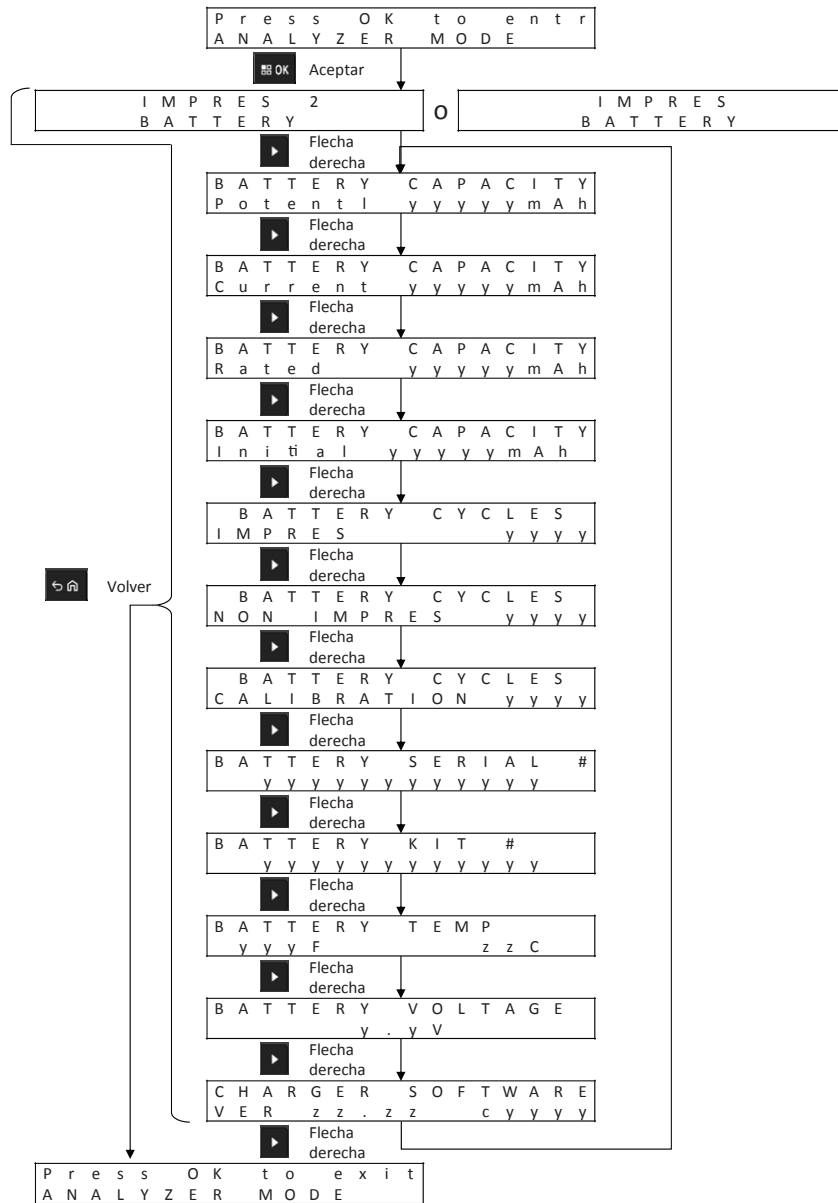 Press OK to entr
ANALYZER MODE
OK Aceptar
IMPRES 2
BATTERY
O
IMPRES
BATTERY
Flecha
derecha
BATTERY CAPACITY
Potentl yyyyymAh
Flecha
derecha
BATTERY CAPACITY
Current yyyyymAh
Flecha
derecha
BATTERY CAPACITY
Rated yyyyymAh
Flecha
derecha
BATTERY CAPACITY
Initial yyyyymAh
Flecha
derecha
BATTERY CYCLES
IMPRES yyyy
Flecha
derecha
Volver
BATTERY CYCLES
NON IMPRES yyyy
Flecha
derecha
BATTERY CYCLES
CALIBRATION yyyy
Flecha
derecha
BATTERY SERIAL #
yyyyyyyyyyyy
Flecha
derecha
BATTERY KIT #
yyyyyyyyyyyy
Flecha
derecha
BATTERY TEMP
yyyF zzC
Flecha
derecha
BATTERY VOLTAGE
y.yV
Flecha
derecha
CHARGER SOFTWARE
VER zz.zz cyyyy
Flecha
derecha
Press OK to exit
ANALYZER MODE